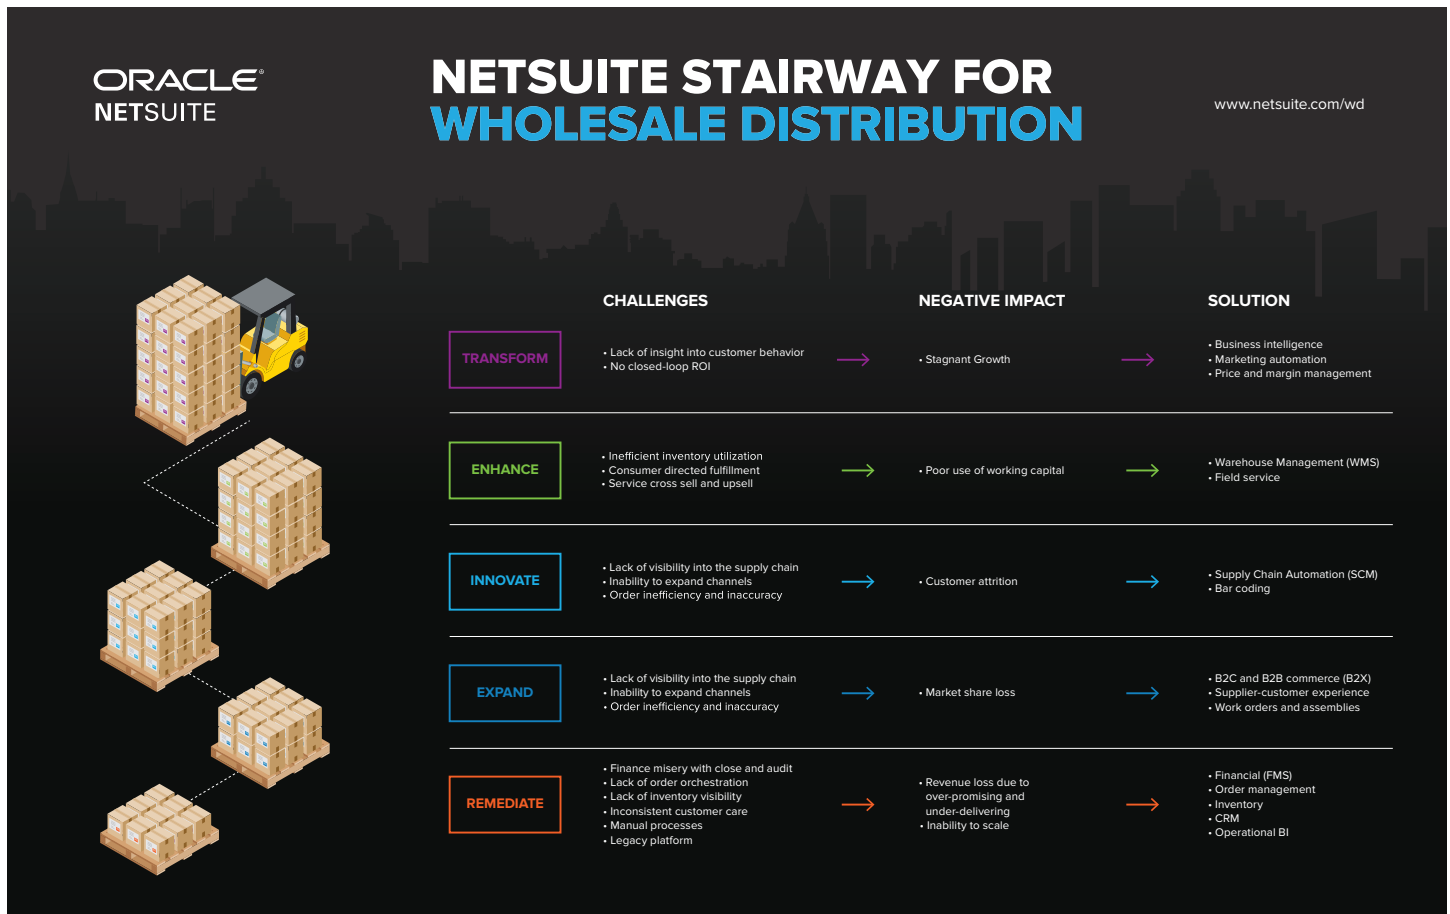 ORACLE®
NETSUITE
NETSUITE STAIRWAY FOR
WHOLESALE DISTRIBUTION
www.netsuite.com/wd
CHALLENGES
NEGATIVE IMPACT
SOLUTION
TRANSFORM
• Lack of insight into customer behavior
• No closed-loop ROI
• Stagnant Growth
• Business intelligence
• Marketing automation
• Price and margin management
ENHANCE
• Inefficient inventory utilization
• Consumer directed fulfillment
• Service cross sell and upsell
• Poor use of working capital
• Warehouse Management (WMS)
• Field service
INNOVATE
• Lack of visibility into the supply chain
• Inability to expand channels
• Order inefficiency and inaccuracy
• Customer attrition
• Supply Chain Automation (SCM)
• Bar coding
EXPAND
• Lack of visibility into the supply chain
• Inability to expand channels
• Order inefficiency and inaccuracy
• Market share loss
• B2C and B2B commerce (B2X)
• Supplier-customer experience
• Work orders and assemblies
REMEDIATE
• Finance misery with close and audit
• Lack of order orchestration
• Lack of inventory visibility
• Inconsistent customer care
• Manual processes
• Legacy platform
• Revenue loss due to
over-promising and
under-delivering
• Inability to scale
• Financial (FMS)
• Order management
• Inventory
• CRM
• Operational BI